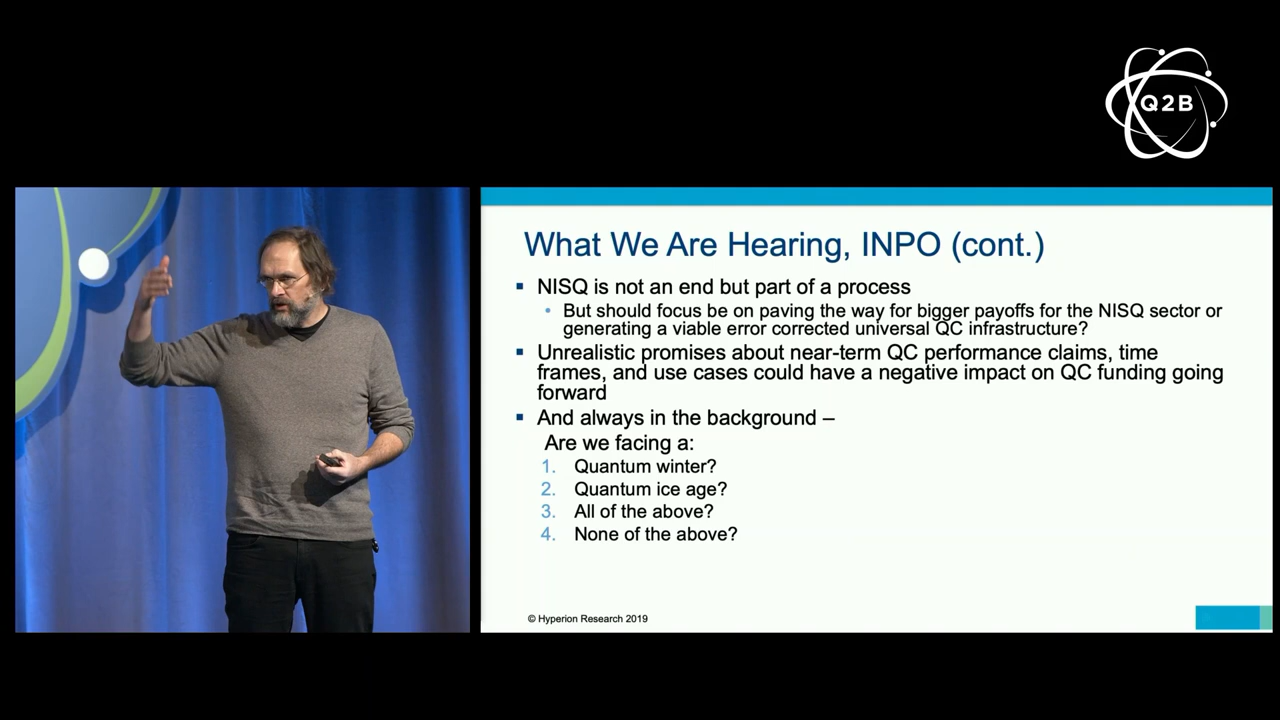 Q2B
What We Are Hearing, INPO (cont.)
▪ NISQ is not an end but part of a process
• But should focus be on paving the way for bigger payoffs for the NISQ sector or
generating a viable error corrected universal QC infrastructure?
▪ Unrealistic promises about near-term QC performance claims, time
frames, and use cases could have a negative impact on QC funding going
forward
▪ And always in the background –
Are we facing a:
1. Quantum winter?
2. Quantum ice age?
3. All of the above?
4. None of the above?
© Hyperion Research 2019